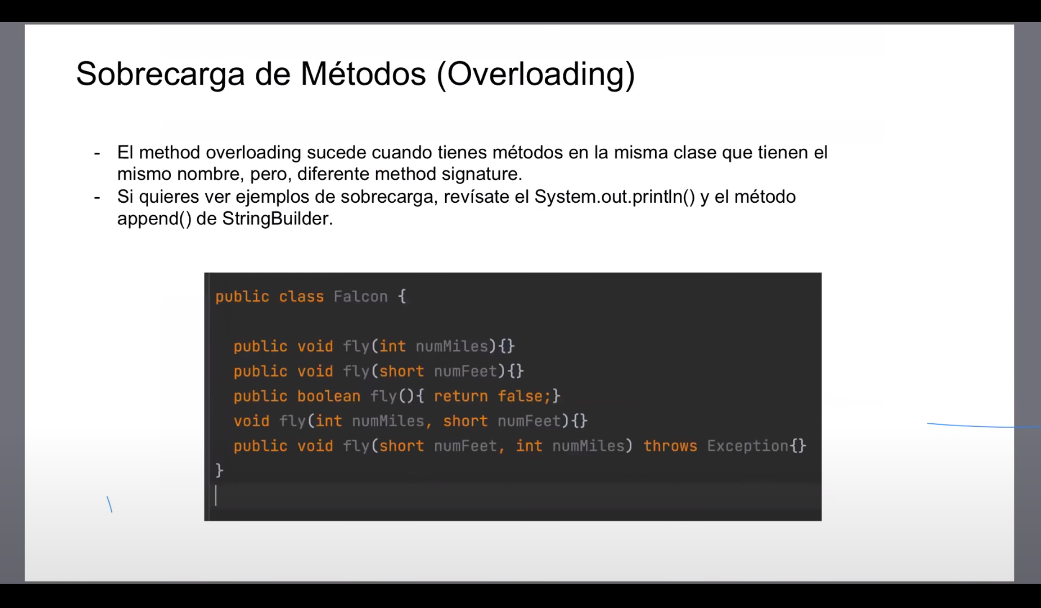 Sobrecarga de Métodos (Overloading)
- El method overloading sucede cuando tienes métodos en la misma clase que tienen el
mismo nombre, pero, diferente method signature.
- Si quieres ver ejemplos de sobrecarga, revísate el System.out.println() y el método
append() de StringBuilder.
public class Falcon {
public void fly(int numMiles){}
public void fly(short numFeet){}
public boolean fly(){ return false;}
void fly(int numMiles, short numFeet){}
public void fly(short numFeet, int numMiles) throws Exception{}
}